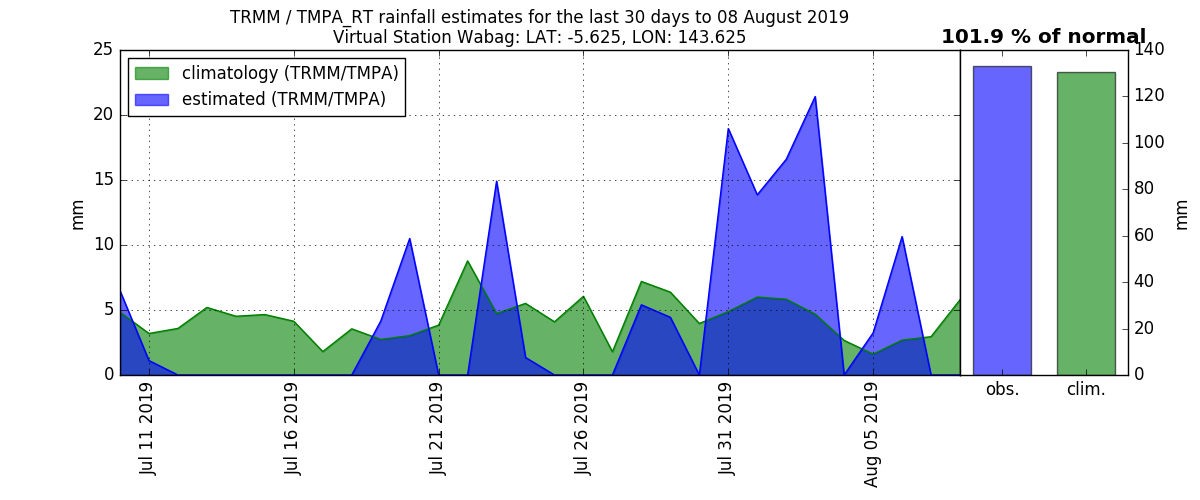 TRMM / TMPA_RT rainfall estimates for the last 30 days to 08 August 2019
Virtual Station Wabag: LAT: -5.625, LON: 143.625
101.9 % of normal
climatology (TRMM/TMPA)
estimated (TRMM/TMPA)
25
20
15
10
5
0
mm
Jul 11 2019
Jul 16 2019
Jul 21 2019
Jul 26 2019
Jul 31 2019
Aug 05 2019
obs.
clim.
140
120
100
80
60
40
20
0
mm